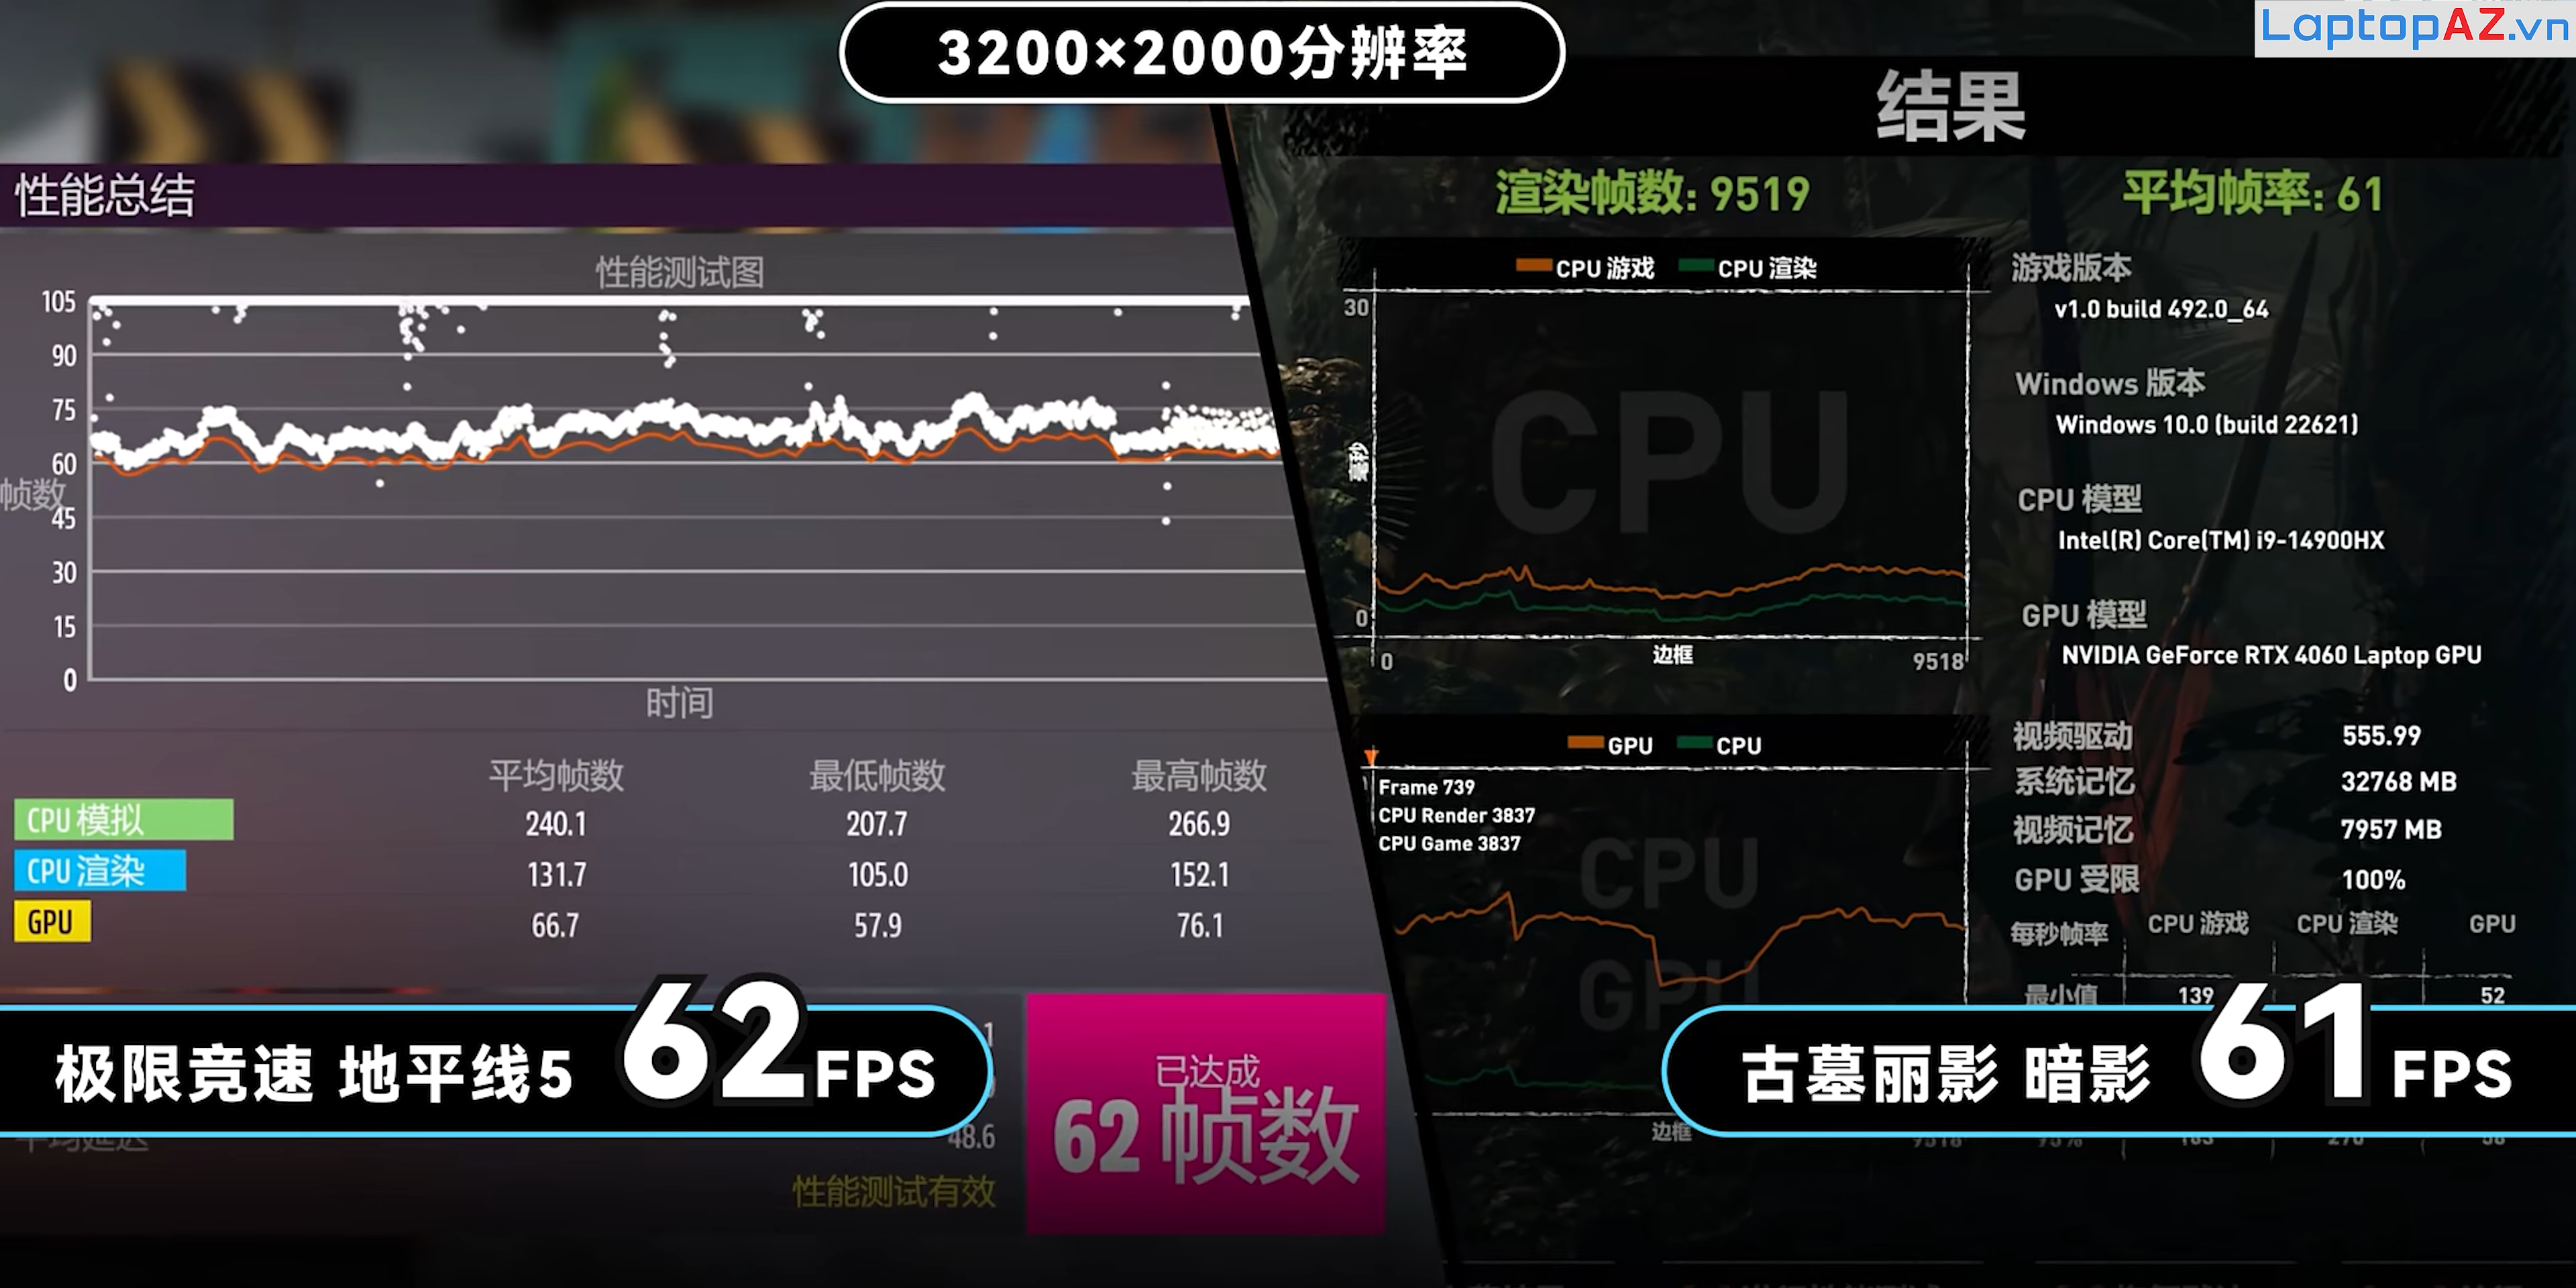 LaptopAZ.vn
3200×2000分辨率
性能总结
性能测试图
105
90
75
60
帧数
45
30
15
0
时间
平均帧数 最低帧数 最高帧数
CPU 模拟 240.1 207.7 266.9
CPU 渲染 131.7 105.0 152.1
GPU 66.7 57.9 76.1
极限竞速 地平线5 62 FPS
48.6
性能测试有效
已达成
62 帧数
结果
渲染帧数: 9519 平均帧率: 61
CPU 游戏 CPU 渲染
30
CPU
毫秒
0
0 边框 9518
GPU CPU
Frame 739
CPU Render 3837
CPU Game 3837
CPU
GPU
边框
游戏版本
v1.0 build 492.0_64
Windows 版本
Windows 10.0 (build 22621)
CPU 模型
Intel(R) Core(TM) i9-14900HX
GPU 模型
NVIDIA GeForce RTX 4060 Laptop GPU
视频驱动 555.99
系统记忆 32768 MB
视频记忆 7957 MB
GPU 受限 100%
每秒帧率 CPU 游戏 CPU 渲染 GPU
最小值 139 52
古墓丽影 暗影 61 FPS